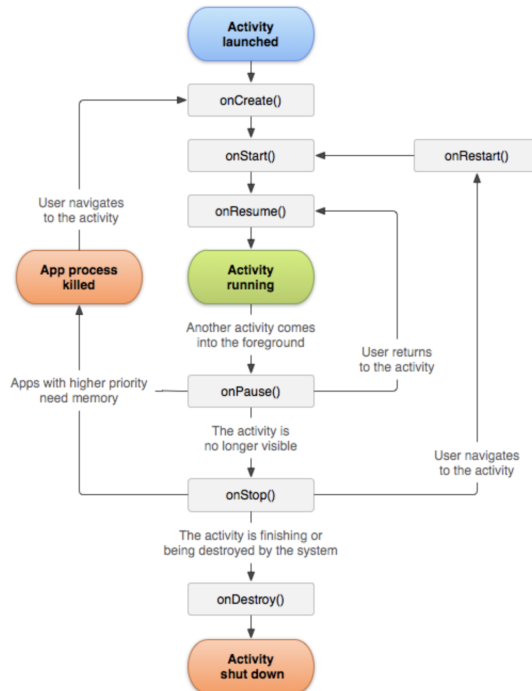 Activity
launched
onCreate()
onStart()
onRestart()
User navigates
to the activity
onResume()
App process
killed
Activity
running
Another activity comes
into the foreground
User returns
to the activity
Apps with higher priority
need memory
onPause()
The activity is
no longer visible
User navigates
to the activity
onStop()
The activity is finishing or
being destroyed by the system
onDestroy()
Activity
shut down